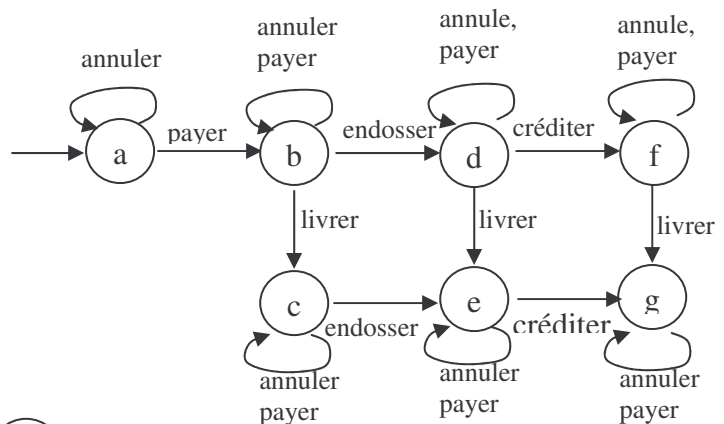 annuler
annuler
payer
annule,
payer
annule,
payer
payer
endosser
créditer
a
b
d
f
livrer
livrer
livrer
c
e
g
endosser
créditer
annuler
payer
annuler
payer
annuler
payer